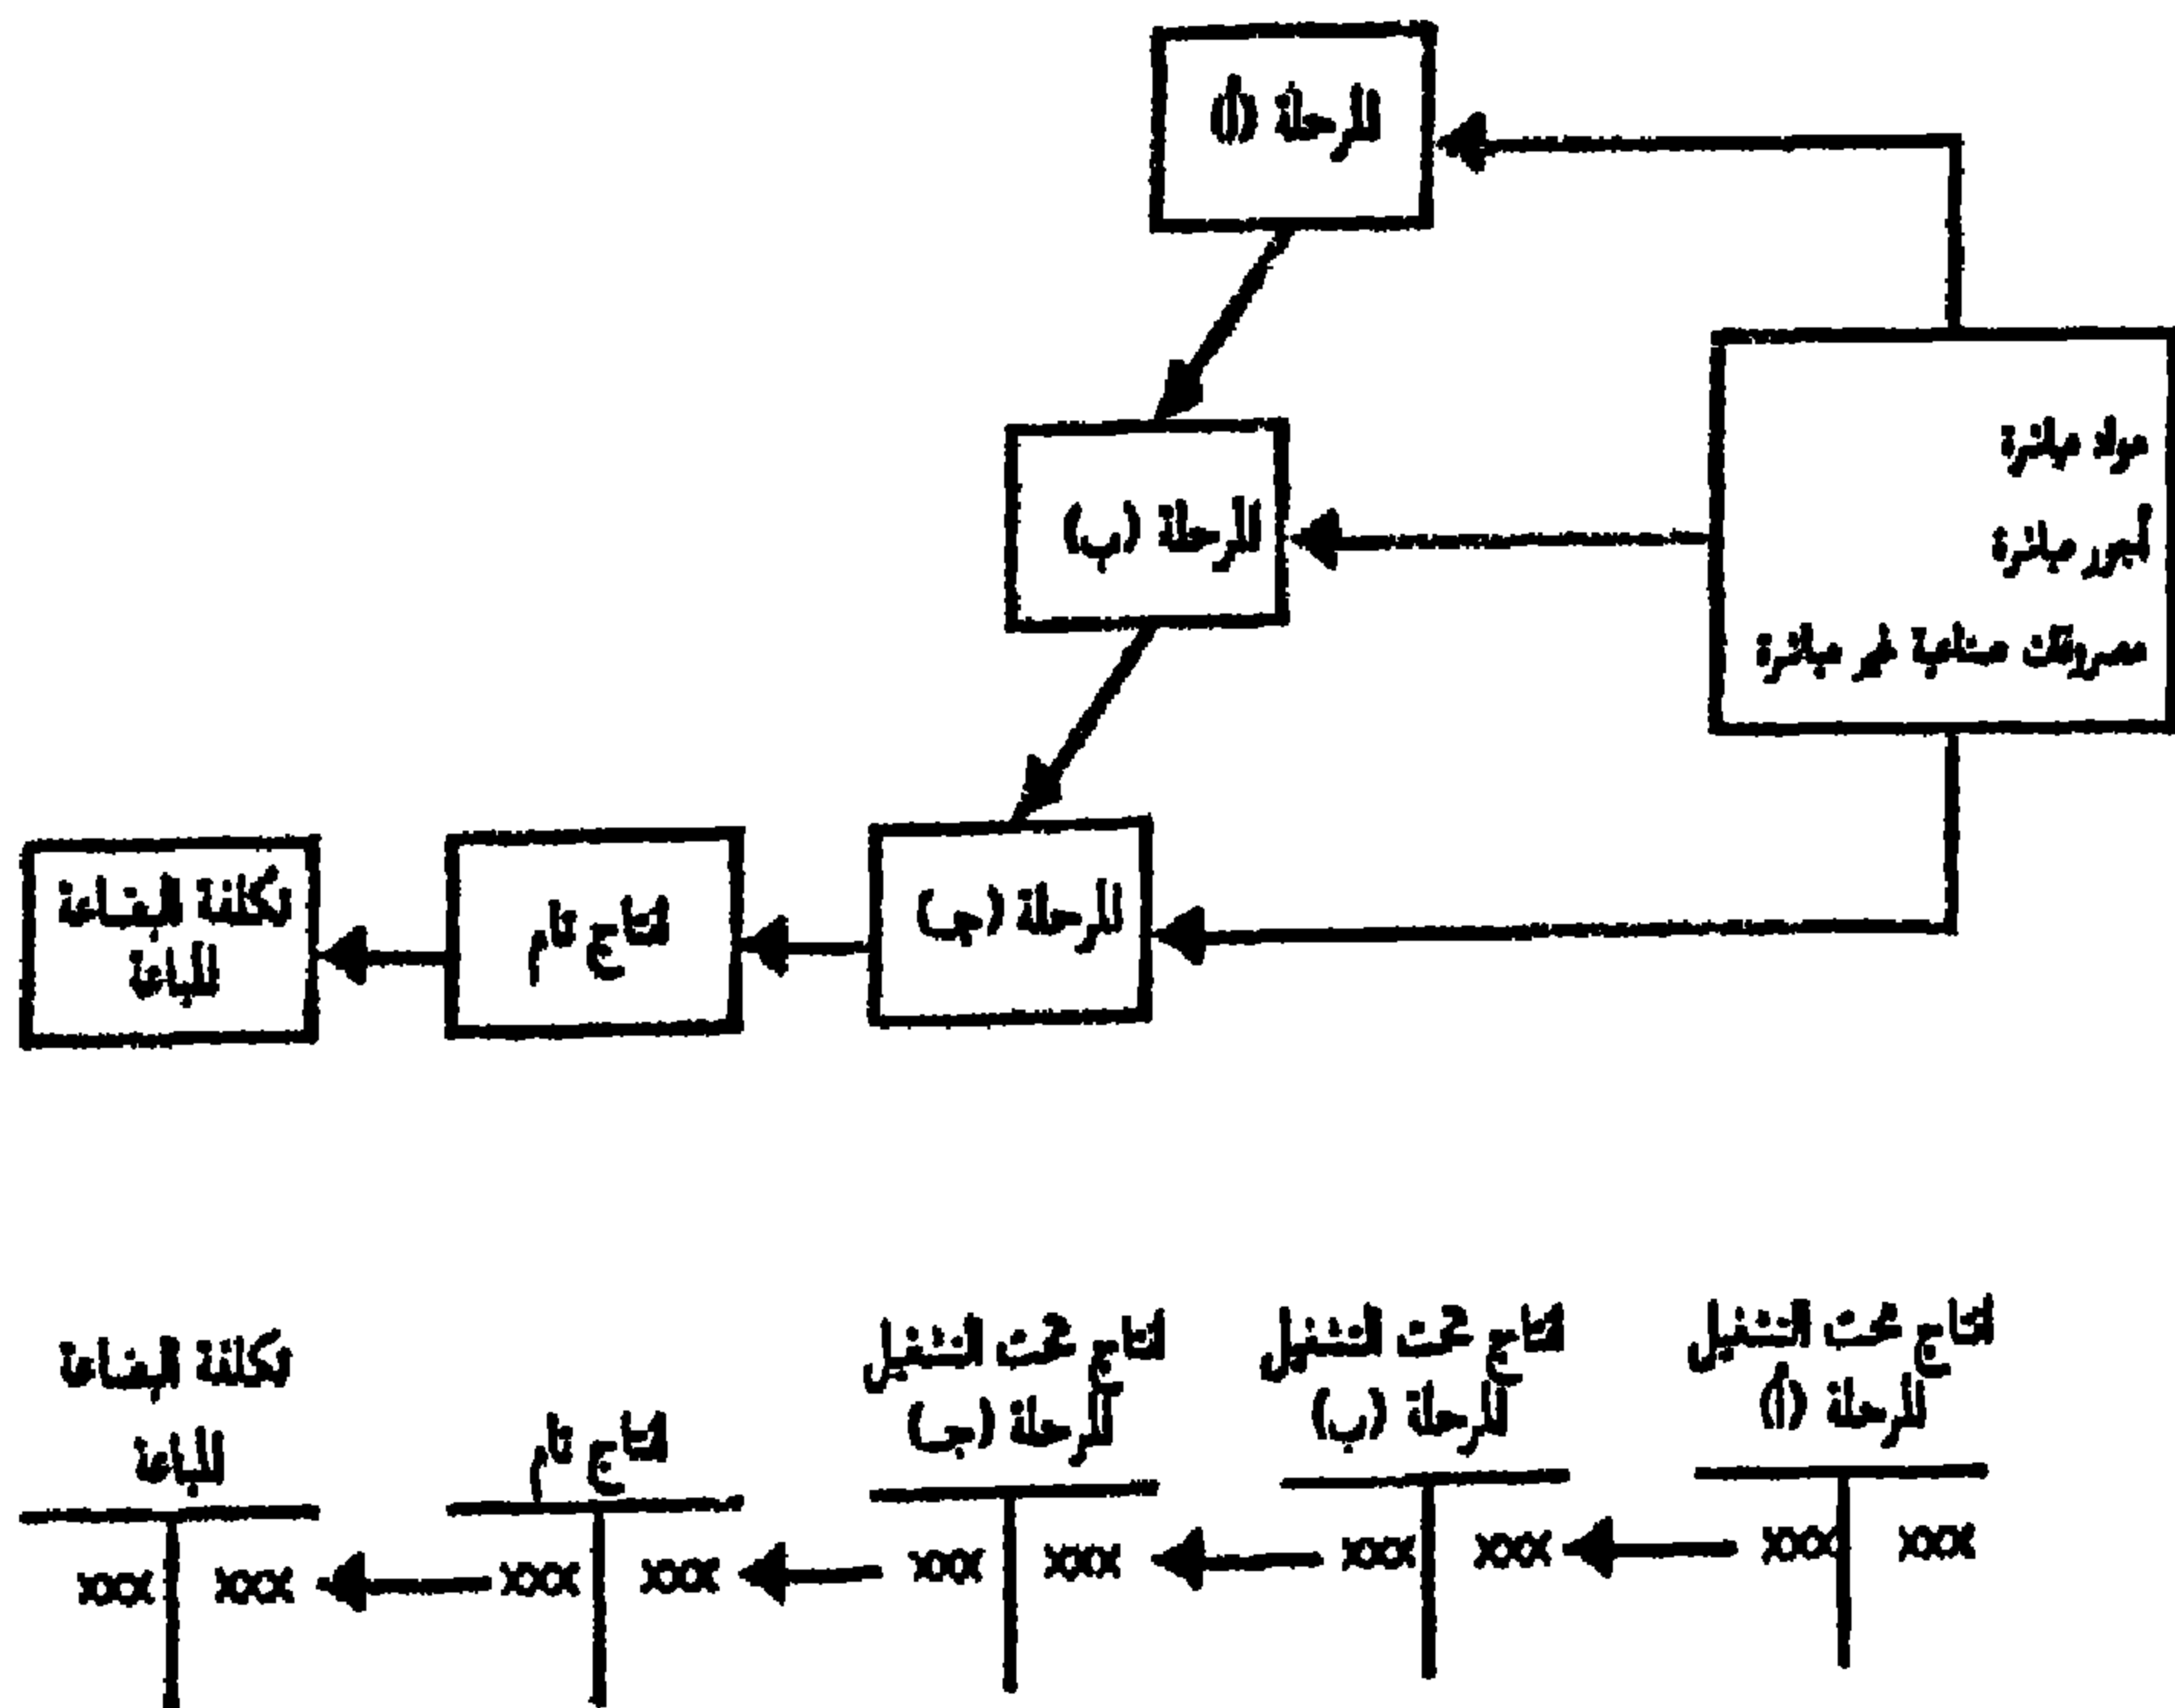 المرحلة (أ)
مواد مباشرة
أجور مباشرة
مصروفات صناعية غير مباشرة
المرحلة (ب)
المرحلة (جـ)
إنتاج تام
تكلفة البضاعة
المباعة
إنتاج تحت التشغيل
المرحلة (أ)
إنتاج تحت التشغيل
المرحلة (ب)
إنتاج تحت التشغيل
المرحلة (جـ)
إنتاج تام
تكلفة البضاعة
المباعة
xxx xxx xxx xxx xxx xxx xxx xxx xxx xxx